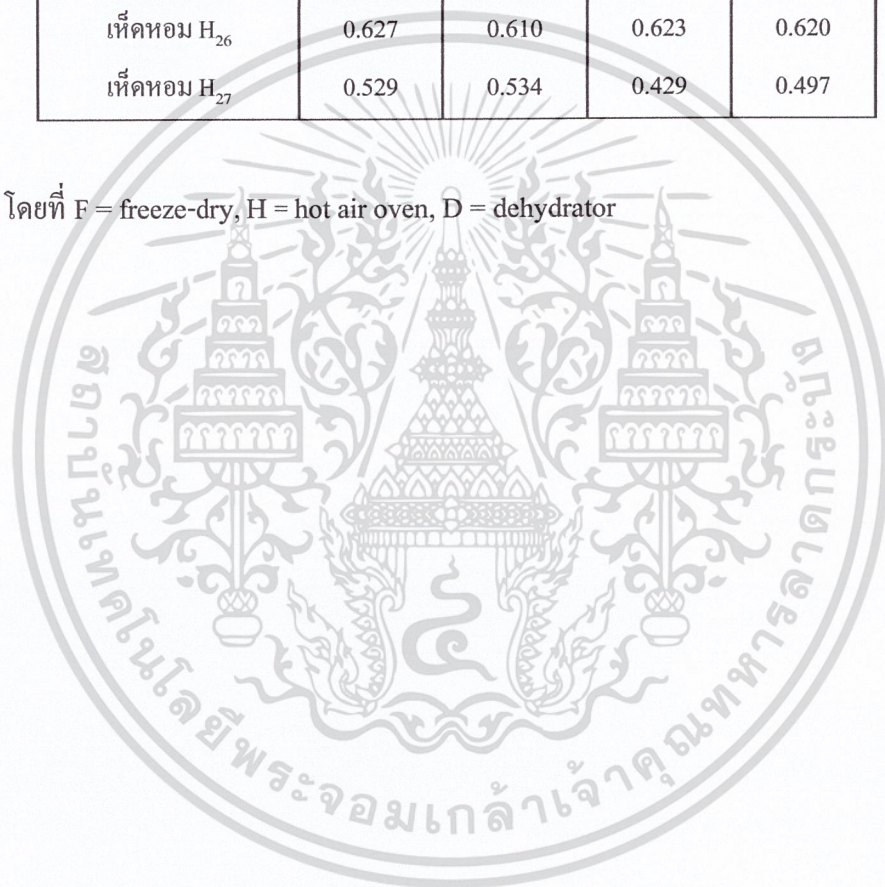 เห็ดหอม H₂₆ 0.627 0.610 0.623 0.620
เห็ดหอม H₂₇ 0.529 0.534 0.429 0.497
โดยที่ F = freeze-dry, H = hot air oven, D = dehydrator
สถาบันเทคโนโลยีพระจอมเกล้าเจ้าคุณทหารลาดกระบัง